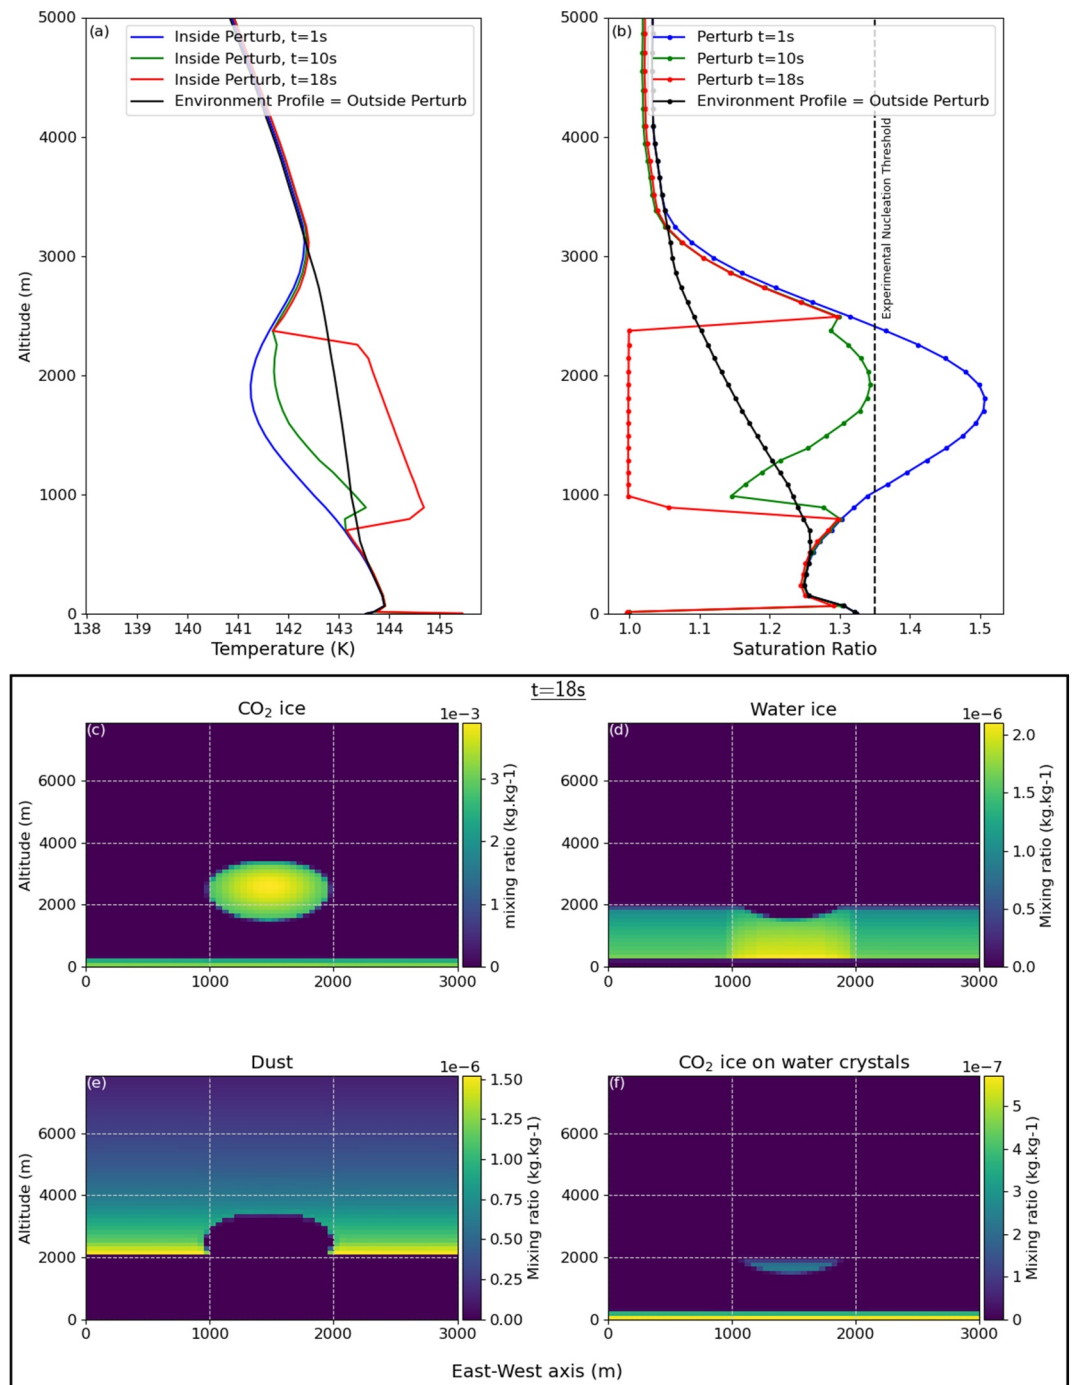 (a)
Inside Perturb, t=1s
Inside Perturb, t=10s
Inside Perturb, t=18s
Environment Profile = Outside Perturb
5000
4000
3000
2000
1000
0
Altitude (m)
138 139 140 141 142 143 144 145
Temperature (K)
(b)
Perturb t=1s
Perturb t=10s
Perturb t=18s
Environment Profile = Outside Perturb
Experimental Nucleation Threshold
5000
4000
3000
2000
1000
0
1.0 1.1 1.2 1.3 1.4 1.5
Saturation Ratio
t=18s
CO₂ ice
1e−3
(c)
6000
4000
2000
0
Altitude (m)
0 1000 2000 3000
3
2
1
0
mixing ratio (kg.kg-1)
Water ice
1e−6
(d)
6000
4000
2000
0
0 1000 2000 3000
2.0
1.5
1.0
0.5
0.0
Mixing ratio (kg.kg-1)
Dust
1e−6
(e)
6000
4000
2000
0
Altitude (m)
0 1000 2000 3000
1.50
1.25
1.00
0.75
0.50
0.25
0.00
Mixing ratio (kg.kg-1)
CO₂ ice on water crystals
1e−7
(f)
6000
4000
2000
0
0 1000 2000 3000
5
4
3
2
1
0
Mixing ratio (kg.kg-1)
East-West axis (m)